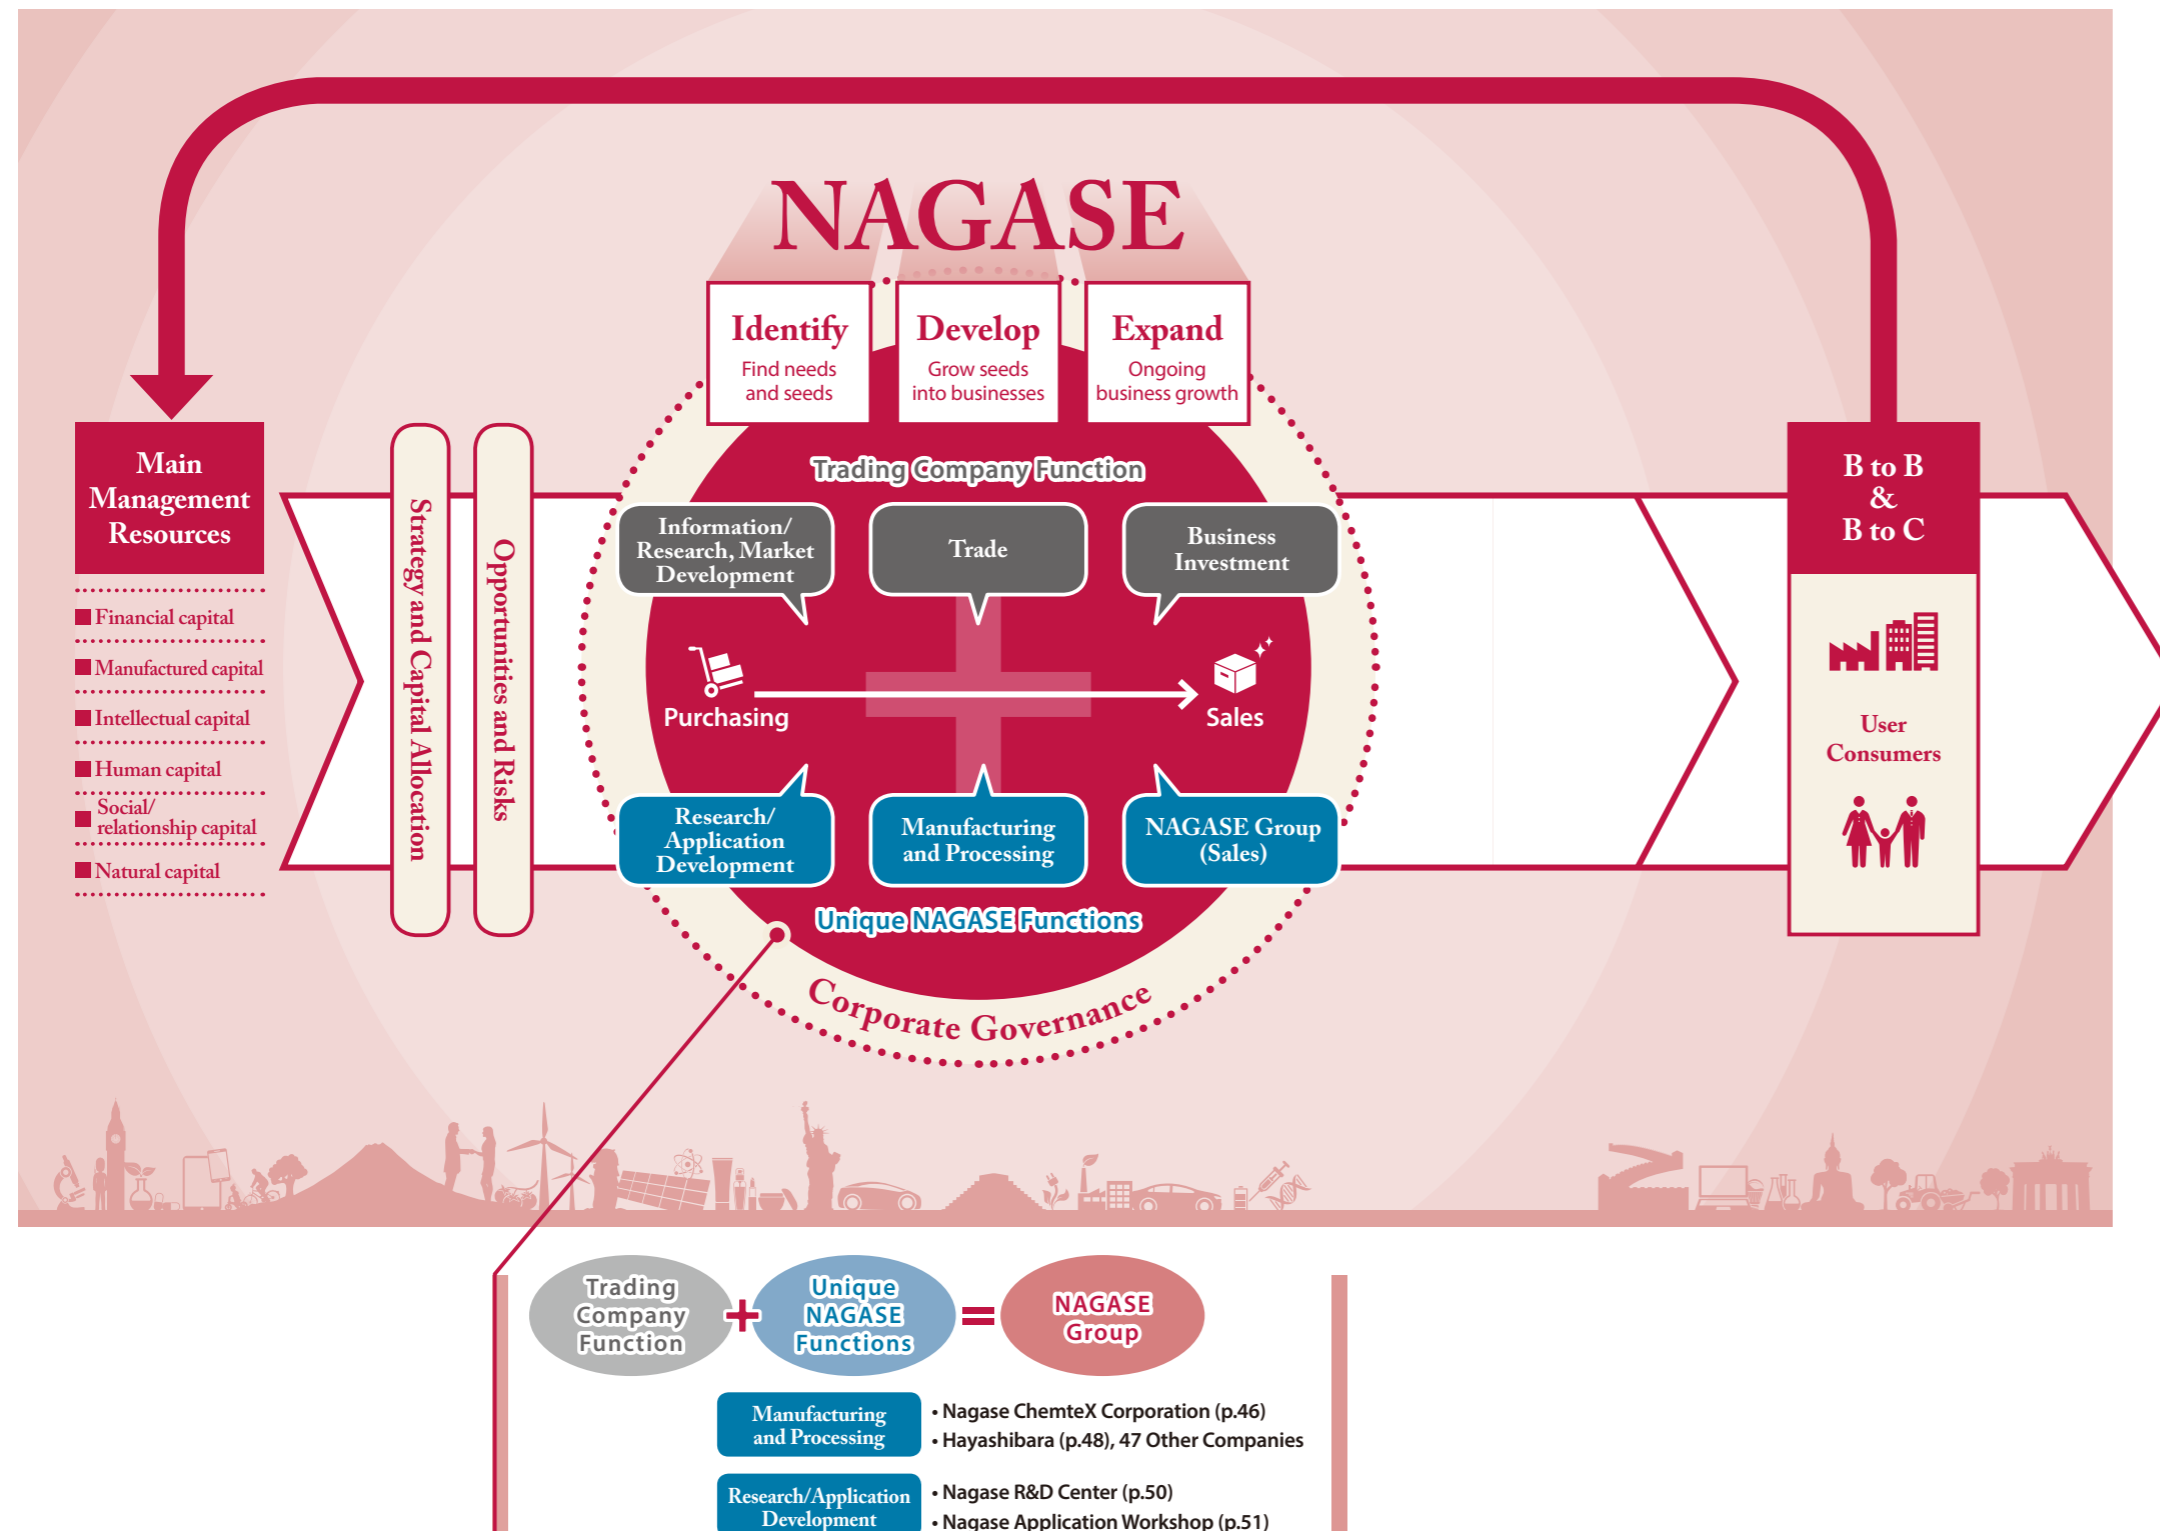 NAGASE
Identify
Find needs
and seeds
Develop
Grow seeds
into businesses
Expand
Ongoing
business growth
Main
Management
Resources
Financial capital
Manufactured capital
Intellectual capital
Human capital
Social/
relationship capital
Natural capital
Strategy and Capital Allocation
Opportunities and Risks
Trading Company Function
Information/
Research, Market
Development
Trade
Business
Investment
Purchasing
Sales
Research/
Application
Development
Manufacturing
and Processing
NAGASE Group
(Sales)
Unique NAGASE Functions
Corporate Governance
B to B
&
B to C
User
Consumers
Trading
Company
Function
+
Unique
NAGASE
Functions
=
NAGASE
Group
Manufacturing
and Processing
• Nagase ChemteX Corporation (p.46)
• Hayashibara (p.48), 47 Other Companies
Research/Application
Development
• Nagase R&D Center (p.50)
• Nagase Application Workshop (p.51)